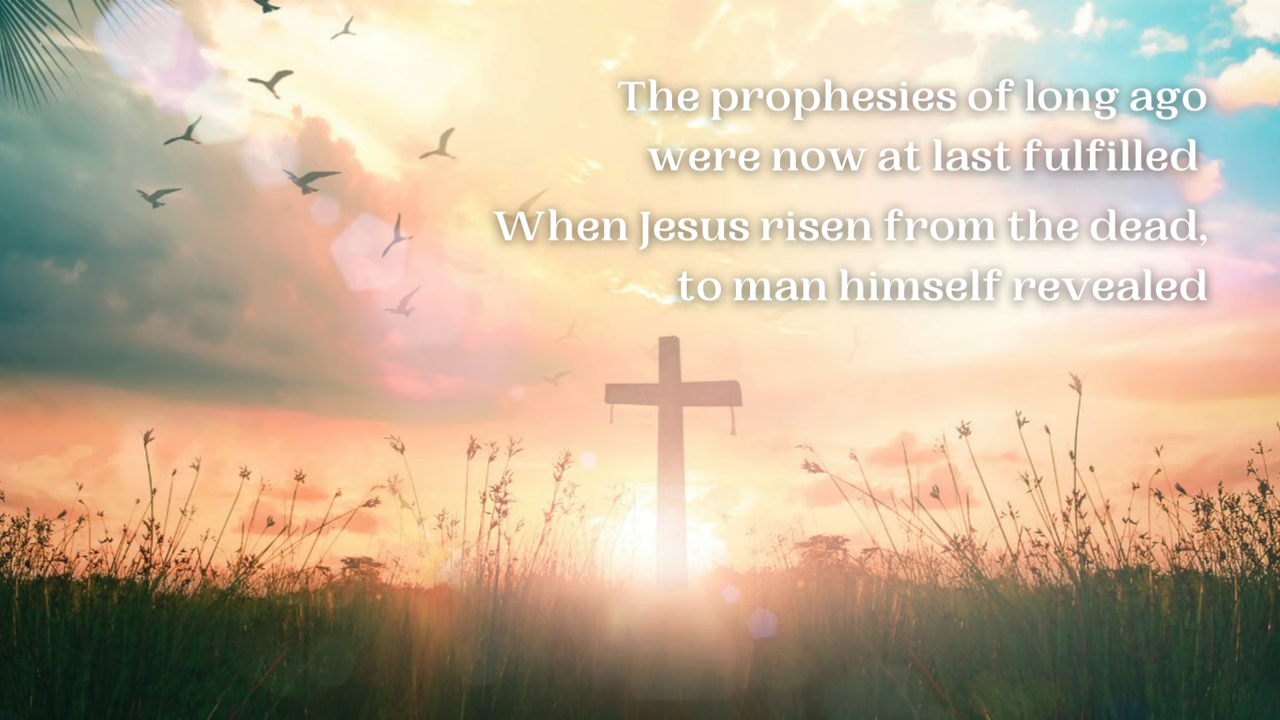 The prophesies of long ago
were now at last fulfilled
When Jesus risen from the dead,
to man himself revealed